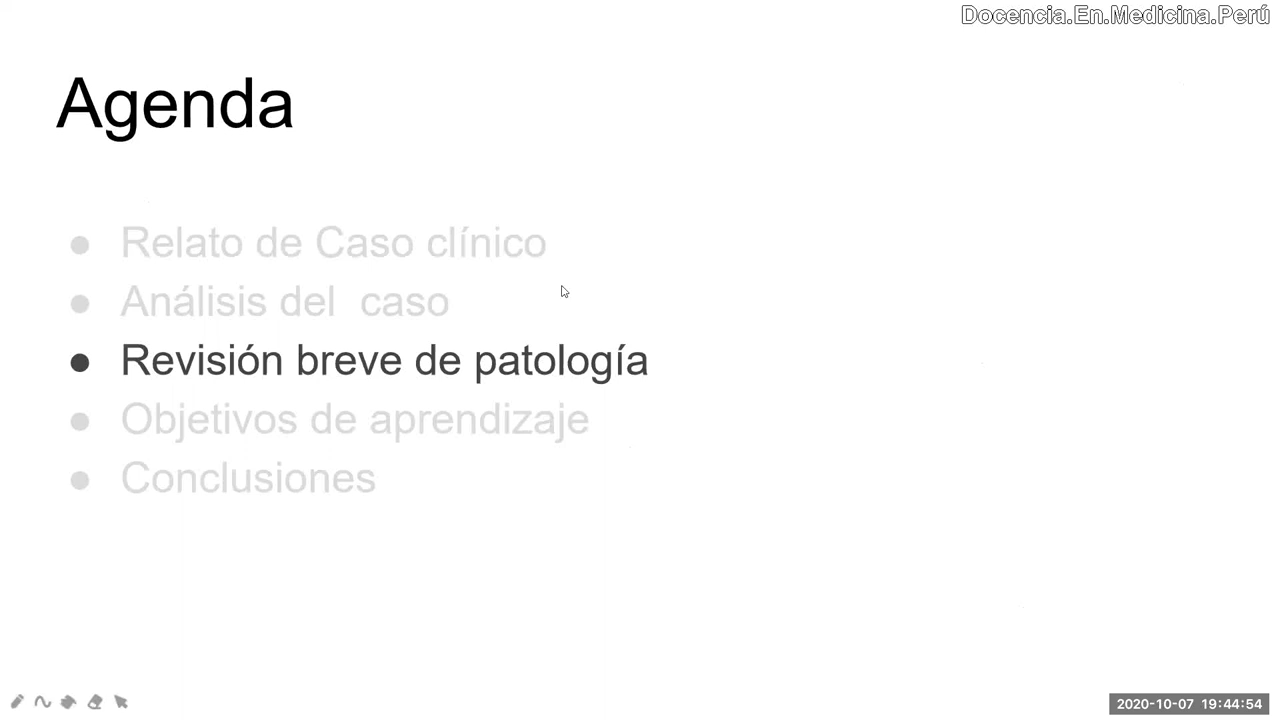 Docencia.En.Medicina.Perú
Agenda
● Relato de Caso clínico
● Análisis del caso
● Revisión breve de patología
● Objetivos de aprendizaje
● Conclusiones
2020-10-07 19:44:54